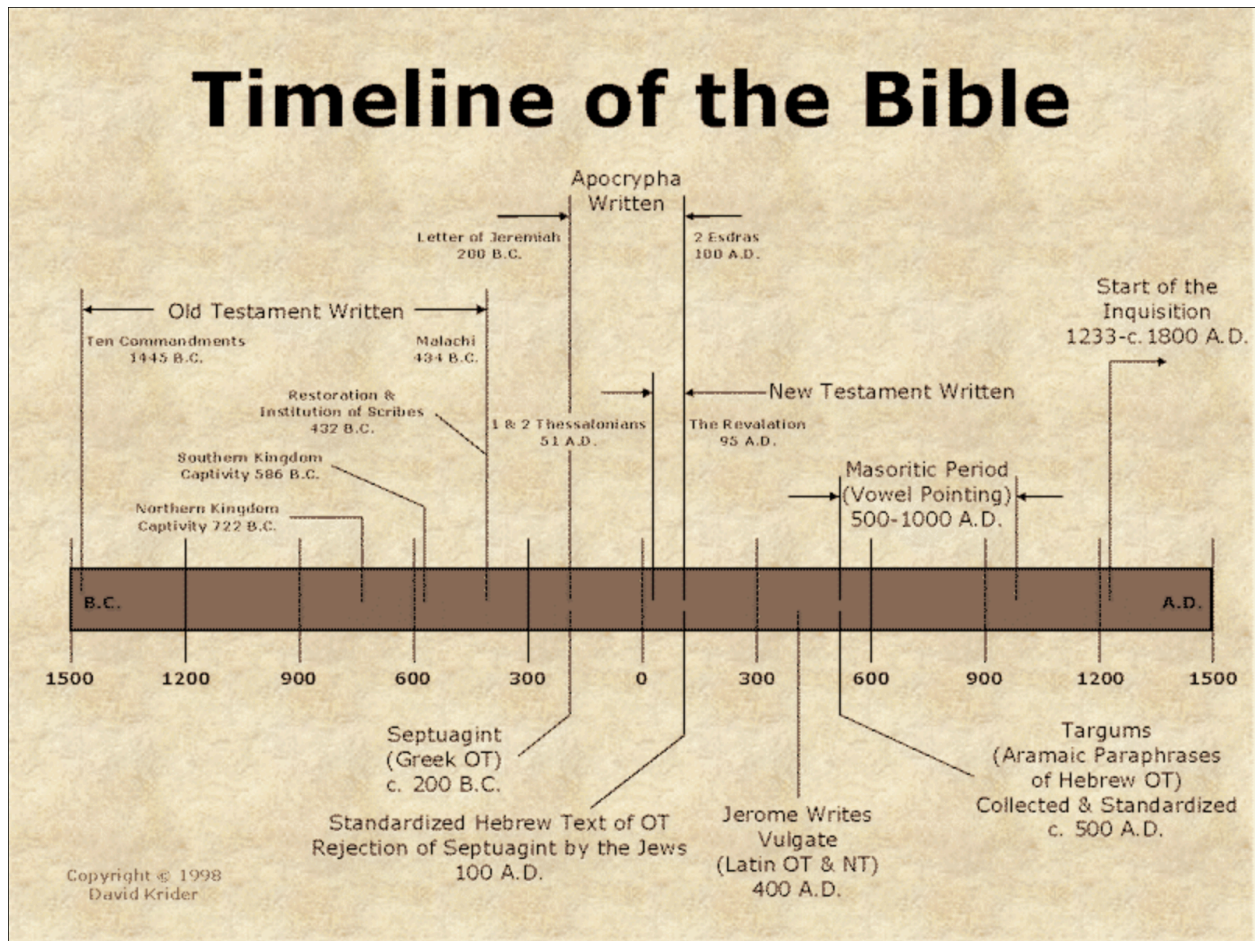 Timeline of the Bible
Apocrypha
Written
Letter of Jeremiah
200 B.C.
2 Esdras
100 A.D.
Old Testament Written
Ten Commandments
1445 B.C.
Malachi
434 B.C.
Start of the
Inquisition
1233-c. 1800 A.D.
Restoration &
Institution of Scribes
432 B.C.
New Testament Written
1 & 2 Thessalonians
51 A.D.
The Revalation
95 A.D.
Southern Kingdom
Captivity 586 B.C.
Masoritic Period
(Vowel Pointing)
500-1000 A.D.
Northern Kingdom
Captivity 722 B.C.
B.C.
A.D.
1500 1200 900 600 300 0 300 600 900 1200 1500
Septuagint
(Greek OT)
c. 200 B.C.
Standardized Hebrew Text of OT
Rejection of Septuagint by the Jews
100 A.D.
Jerome Writes
Vulgate
(Latin OT & NT)
400 A.D.
Targums
(Aramaic Paraphrases
of Hebrew OT)
Collected & Standardized
c. 500 A.D.
Copyright © 1998
David Krider